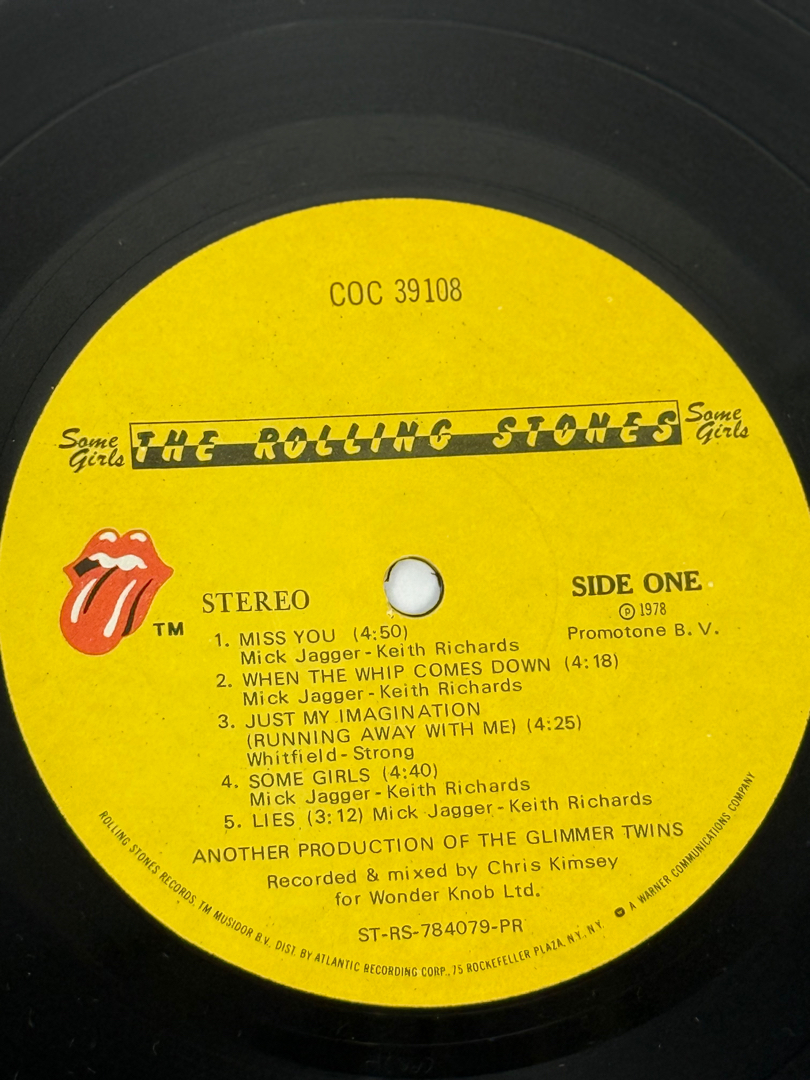 COC 39108
Some Girls
THE ROLLING STONES
Some Girls
TM
STEREO
SIDE ONE
Ⓟ 1978
Promotone B. V.
1. MISS YOU (4:50)
Mick Jagger - Keith Richards
2. WHEN THE WHIP COMES DOWN (4:18)
Mick Jagger - Keith Richards
3. JUST MY IMAGINATION
(RUNNING AWAY WITH ME) (4:25)
Whitfield - Strong
4. SOME GIRLS (4:40)
Mick Jagger - Keith Richards
5. LIES (3:12) Mick Jagger - Keith Richards
ANOTHER PRODUCTION OF THE GLIMMER TWINS
Recorded & mixed by Chris Kimsey
for Wonder Knob Ltd.
ST-RS-784079-PR
ROLLING STONES RECORDS, TM MUSIDOR B.V. DIST. BY ATLANTIC RECORDING CORP., 75 ROCKEFELLER PLAZA, N.Y., N.Y. A WARNER COMMUNICATIONS COMPANY